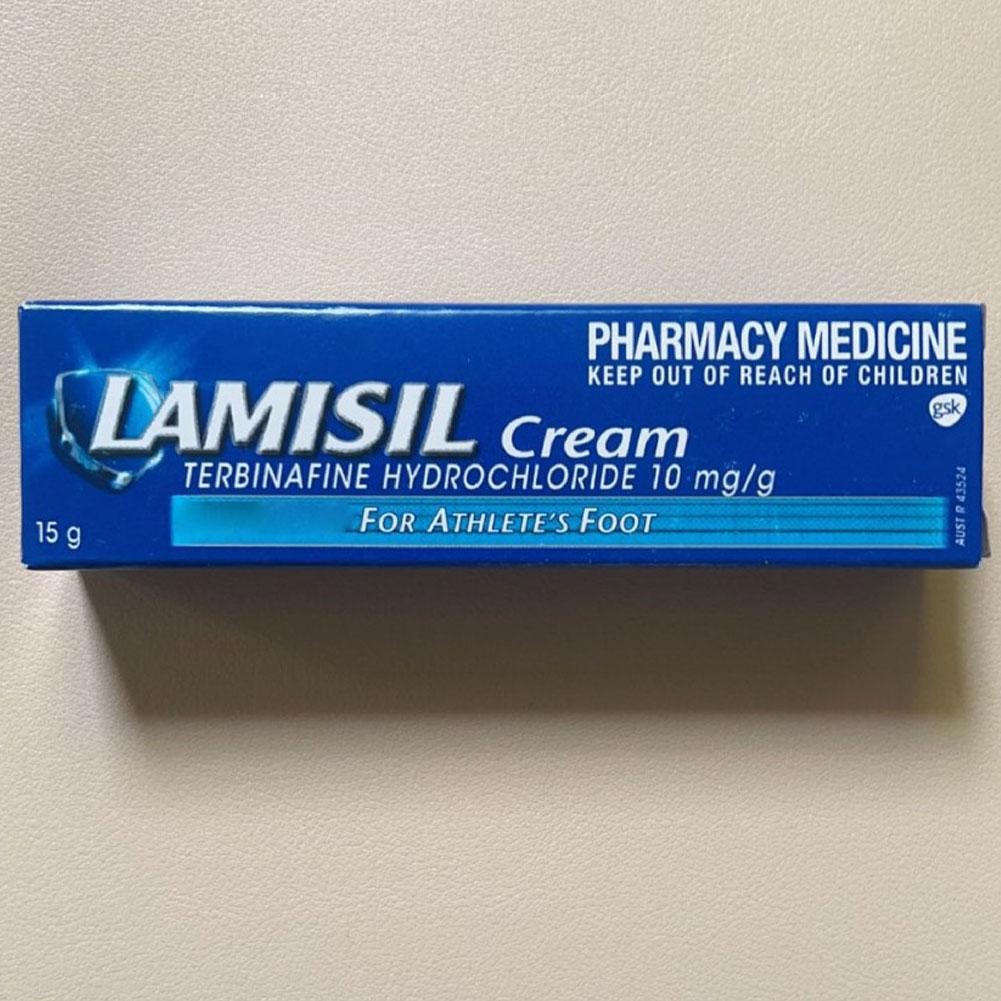 PHARMACY MEDICINE
KEEP OUT OF REACH OF CHILDREN
gsk
LAMISIL Cream
TERBINAFINE HYDROCHLORIDE 10 mg/g
FOR ATHLETE'S FOOT
15 g
AUST R 43524